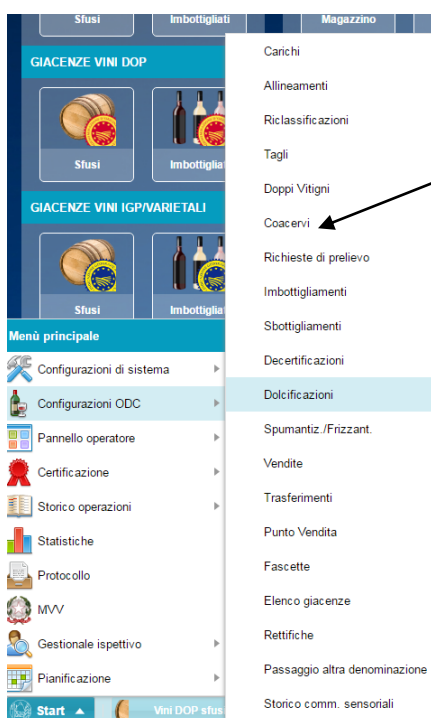 Sfusi
Imbottigliati
Magazzino
GIACENZE VINI DOP
Sfusi
Imbottiglia
GIACENZE VINI IGP/VARIETALI
Sfusi
Imbottiglia
Menù principale
Configurazioni di sistema
Configurazioni ODC
Pannello operatore
Certificazione
Storico operazioni
Statistiche
Protocollo
MVV
Gestionale ispettivo
Pianificazione
Start
Vini DOP sfus
Carichi
Allineamenti
Riclassificazioni
Tagli
Doppi Vitigni
Coacervi
Richieste di prelievo
Imbottigliamenti
Sbottigliamenti
Decertificazioni
Dolcificazioni
Spumantiz./Frizzant.
Vendite
Trasferimenti
Punto Vendita
Fascette
Elenco giacenze
Rettifiche
Passaggio altra denominazione
Storico comm. sensoriali